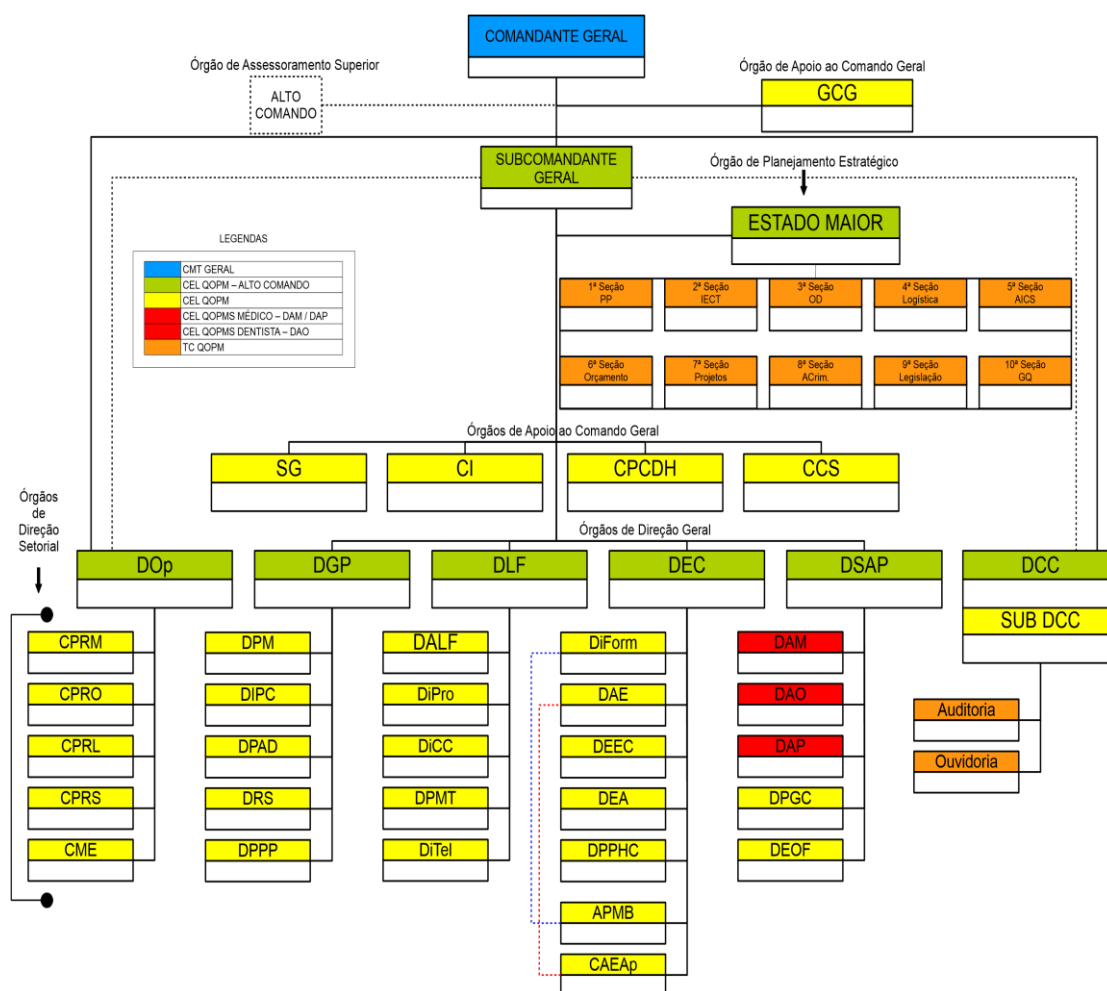 COMANDANTE GERAL
Órgão de Assessoramento Superior
Órgão de Apoio ao Comando Geral
ALTO
COMANDO
GCG
SUBCOMANDANTE
GERAL
Órgão de Planejamento Estratégico
ESTADO MAIOR
LEGENDAS
CMT GERAL
CEL QOPM – ALTO COMANDO
CEL QOPM
CEL QOPMS MÉDICO – DAM / DAP
CEL QOPMS DENTISTA – DAO
TC QOPM
1ª Seção
PP
2ª Seção
IECT
3ª Seção
OD
4ª Seção
Logística
5ª Seção
AICS
6ª Seção
Orçamento
7ª Seção
Projetos
8ª Seção
ACrim.
9ª Seção
Legislação
10ª Seção
GQ
Órgãos de Apoio ao Comando Geral
SG
CI
CPCDH
CCS
Órgãos
de
Direção
Setorial
Órgãos de Direção Geral
DOp
DGP
DLF
DEC
DSAP
DCC
SUB DCC
CPRM
CPRO
CPRL
CPRS
CME
DPM
DIPC
DPAD
DRS
DPPP
DALF
DiPro
DiCC
DPMT
DiTel
DiForm
DAE
DEEC
DEA
DPPHC
APMB
CAEAp
DAM
DAO
DAP
DPGC
DEOF
Auditoria
Ouvidoria